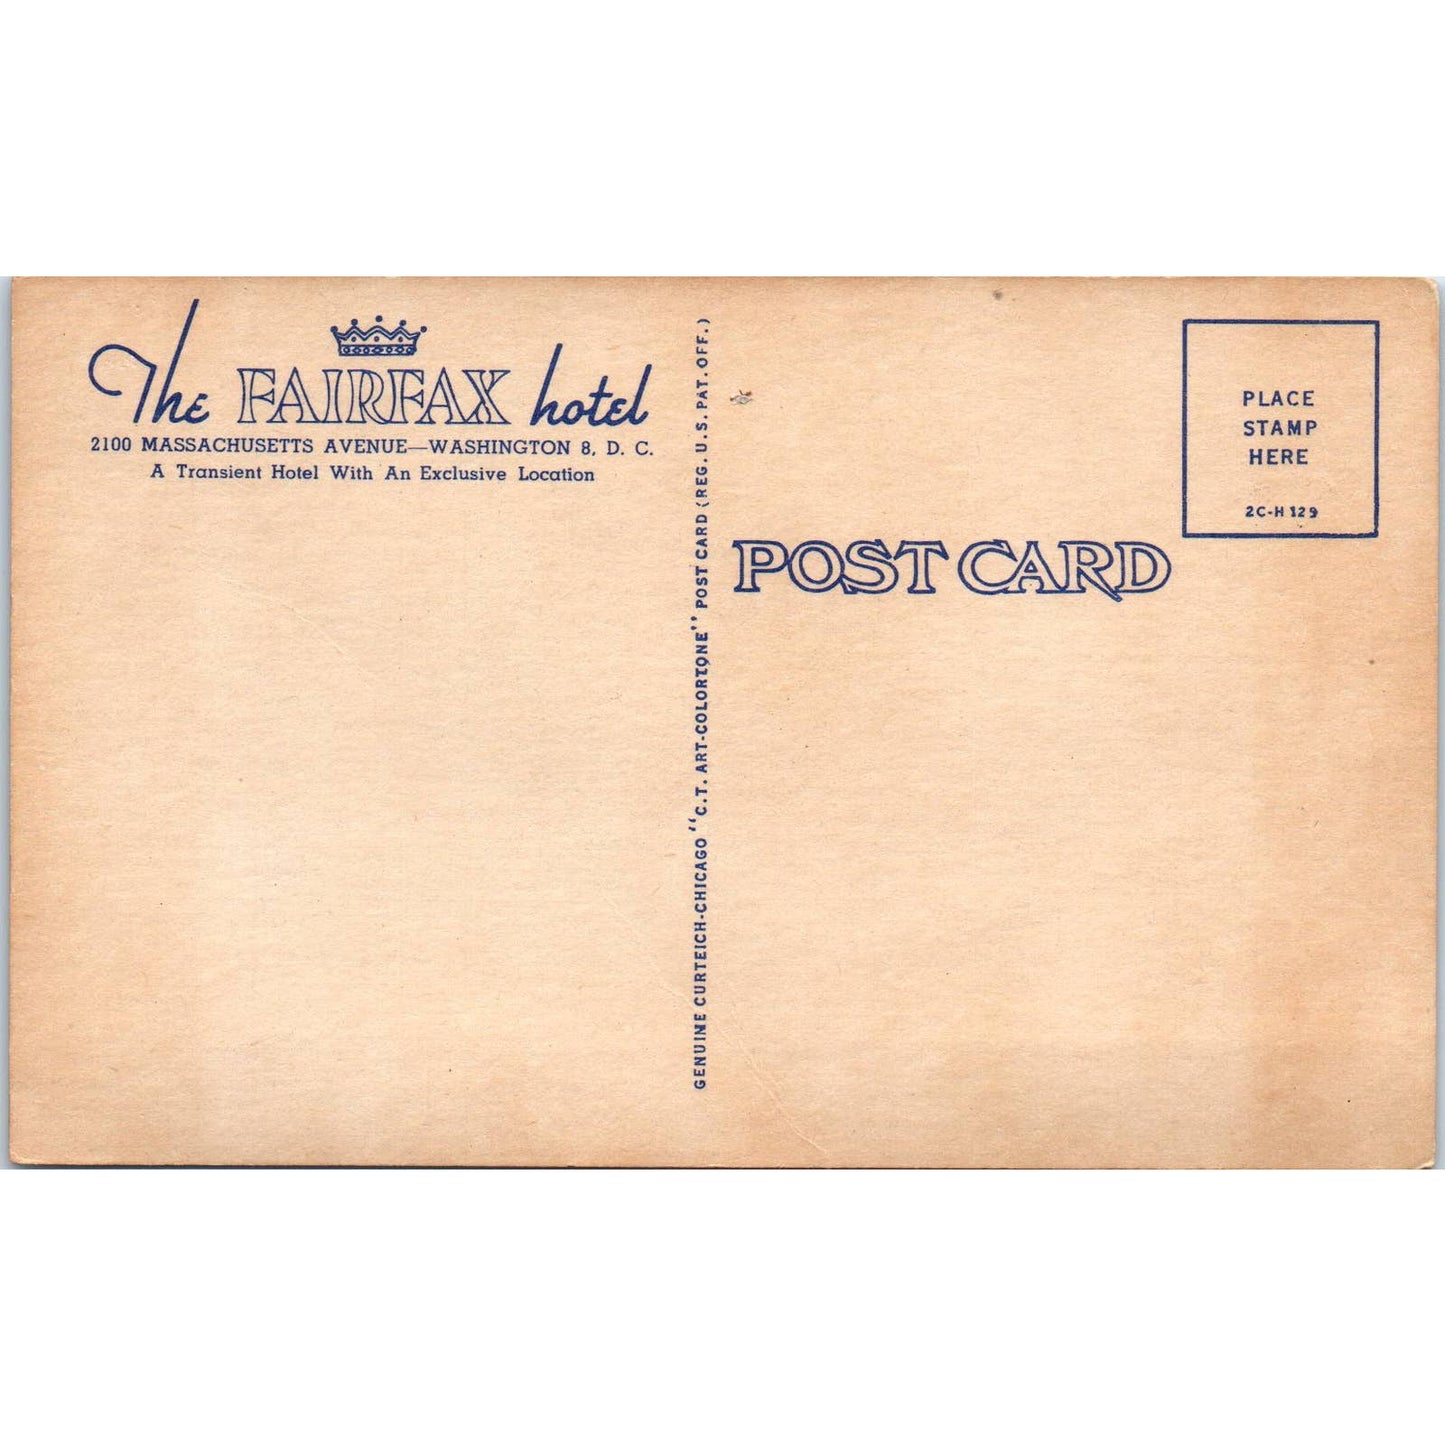 The FAIRFAX hotel
2100 MASSACHUSETTS AVENUE—WASHINGTON 8, D. C.
A Transient Hotel With An Exclusive Location
GENUINE CURTEICH-CHICAGO "C.T. ART-COLORTONE" POST CARD (REG. U.S. PAT. OFF.)
POST CARD
PLACE
STAMP
HERE
2C-H129